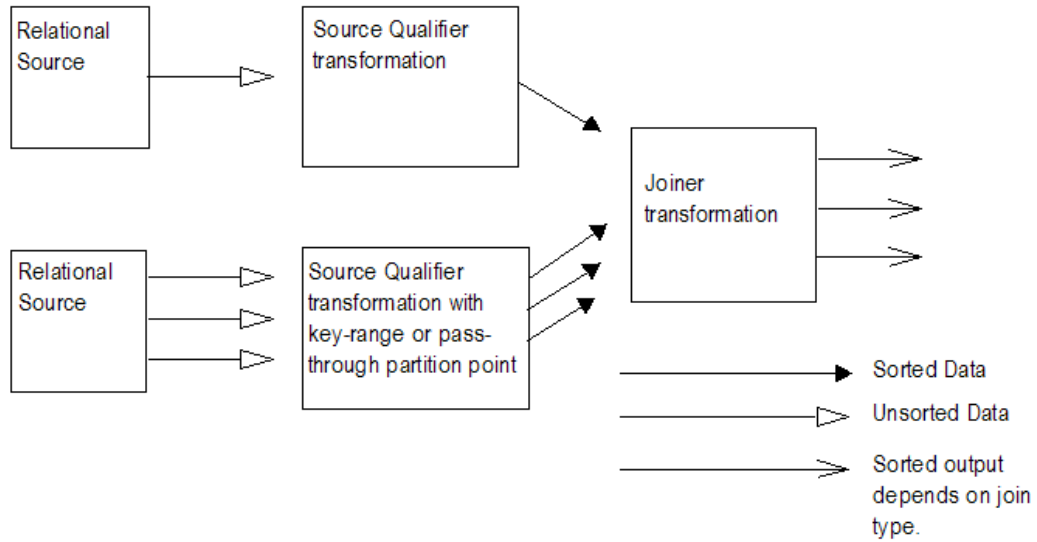 Relational
Source
Source Qualifier
transformation
Joiner
transformation
Relational
Source
Source Qualifier
transformation with
key-range or pass-
through partition point
Sorted Data
Unsorted Data
Sorted output
depends on join
type.